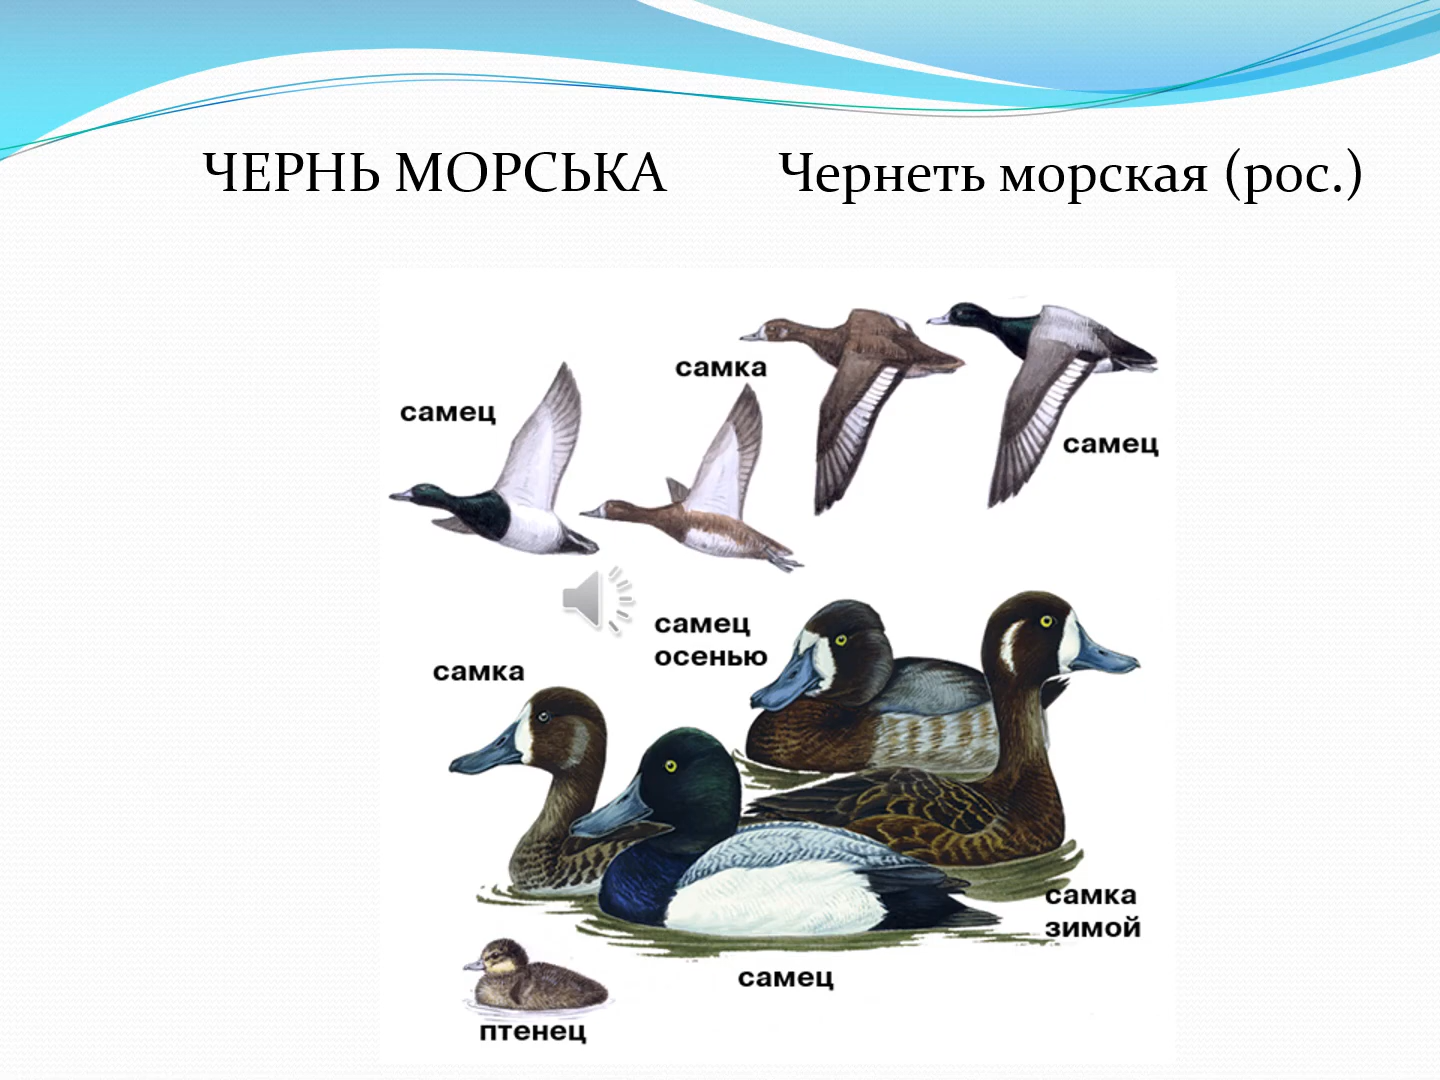 ЧЕРНЬ МОРСЬКА Чернеть морская (рос.)
самка
самец
самец
самец
осенью
самка
самка
зимой
самец
птенец